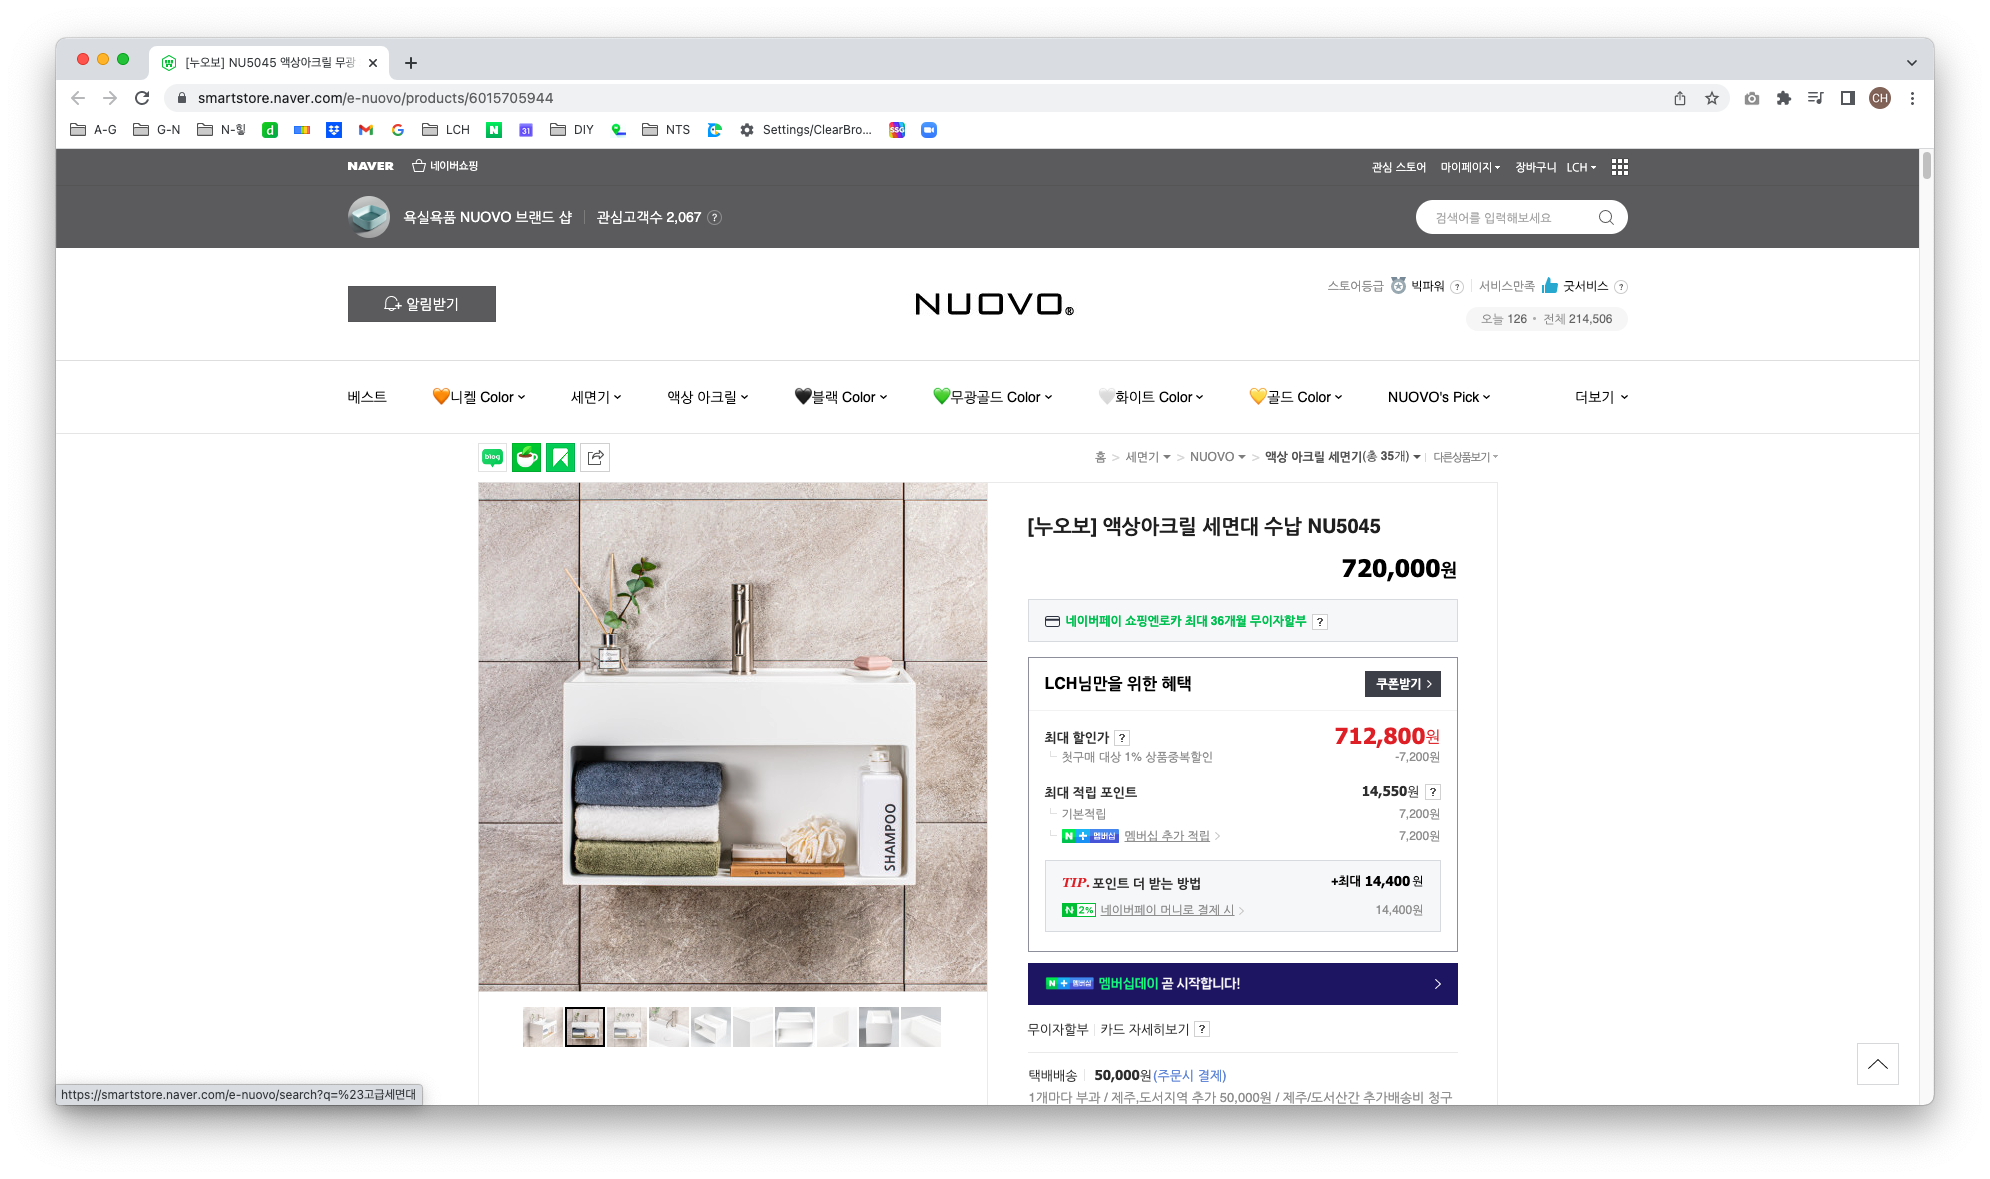 [누오보] NU5045 액상아크릴 무광
smartstore.naver.com/e-nuovo/products/6015705944
CH
A-G G-N N-힣 LCH 31 DIY NTS Settings/ClearBro... SSG
NAVER 네이버쇼핑
관심 스토어 마이페이지 장바구니 LCH
욕실욕품 NUOVO 브랜드 샵 관심고객수 2,067 ?
검색어를 입력해보세요
알림받기
NUOVO®
스토어등급 빅파워 ? 서비스만족 굿서비스 ?
오늘 126 • 전체 214,506
베스트 니켈 Color 세면기 액상 아크릴 블랙 Color 무광골드 Color 화이트 Color 골드 Color NUOVO's Pick 더보기
blog
홈 > 세면기 > NUOVO > 액상 아크릴 세면기(총 35개) 다른상품보기
[누오보] 액상아크릴 세면대 수납 NU5045
720,000원
네이버페이 쇼핑엔로카 최대 36개월 무이자할부 ?
LCH님만을 위한 혜택
쿠폰받기 >
최대 할인가 ? 712,800원
첫구매 대상 1% 상품중복할인 -7,200원
최대 적립 포인트 14,550원 ?
기본적립 7,200원
N + 멤버십 멤버십 추가 적립 > 7,200원
TIP. 포인트 더 받는 방법 +최대 14,400 원
N 2% 네이버페이 머니로 결제 시 > 14,400원
N + 멤버십 멤버십데이 곧 시작합니다! >
무이자할부 카드 자세히보기 ?
택배배송 50,000원(주문시 결제)
1개마다 부과 / 제주,도서지역 추가 50,000원 / 제주/도서산간 추가배송비 청구
SHAMPOO
https://smartstore.naver.com/e-nuovo/search?q=%23고급세면대